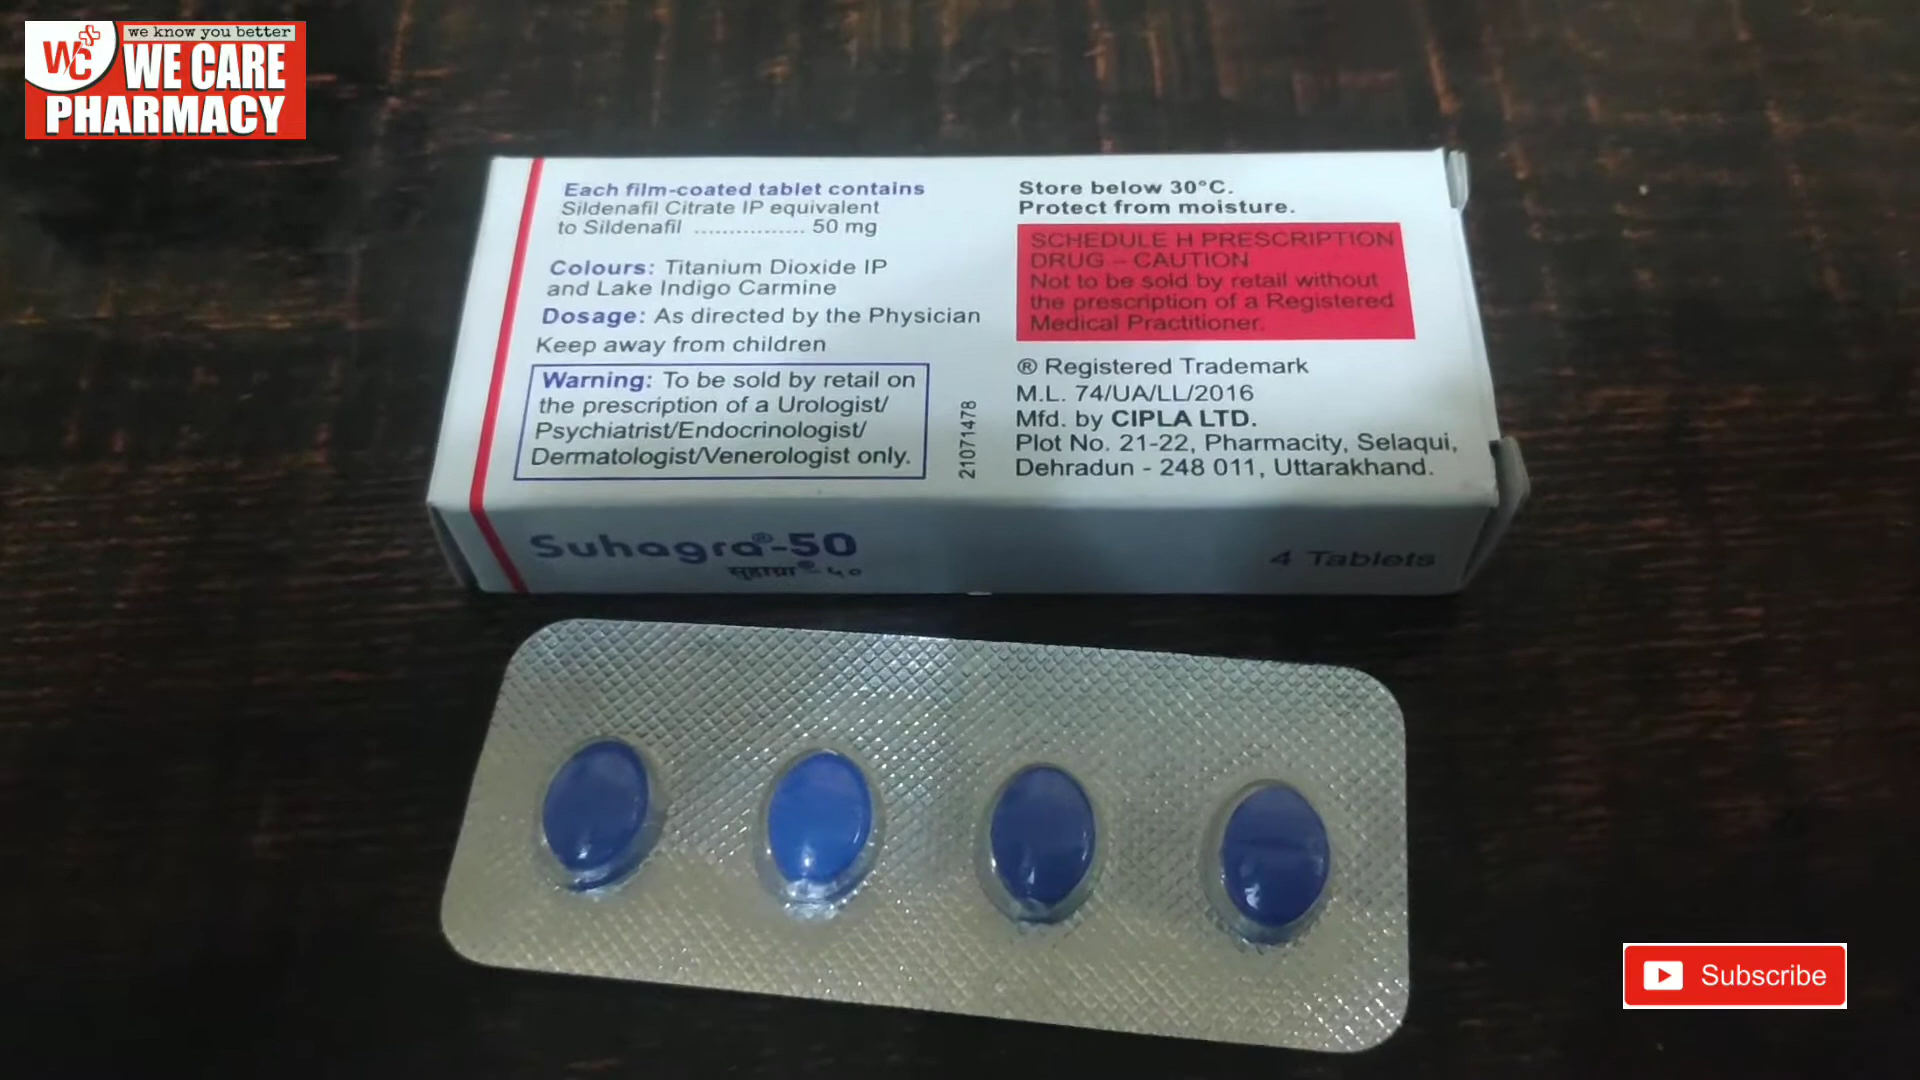 we know you better
WC WE CARE
PHARMACY
Each film-coated tablet contains
Sildenafil Citrate IP equivalent
to Sildenafil ................ 50 mg
Colours: Titanium Dioxide IP
and Lake Indigo Carmine
Dosage: As directed by the Physician
Keep away from children
Warning: To be sold by retail on
the prescription of a Urologist/
Psychiatrist/Endocrinologist/
Dermatologist/Venerologist only.
21071478
Store below 30°C.
Protect from moisture.
SCHEDULE H PRESCRIPTION
DRUG – CAUTION
Not to be sold by retail without
the prescription of a Registered
Medical Practitioner.
® Registered Trademark
M.L. 74/UA/LL/2016
Mfd. by CIPLA LTD.
Plot No. 21-22, Pharmacity, Selaqui,
Dehradun - 248 011, Uttarakhand.
Suhagra®-50
सुहाग्रा®-५०
4 Tablets
Subscribe